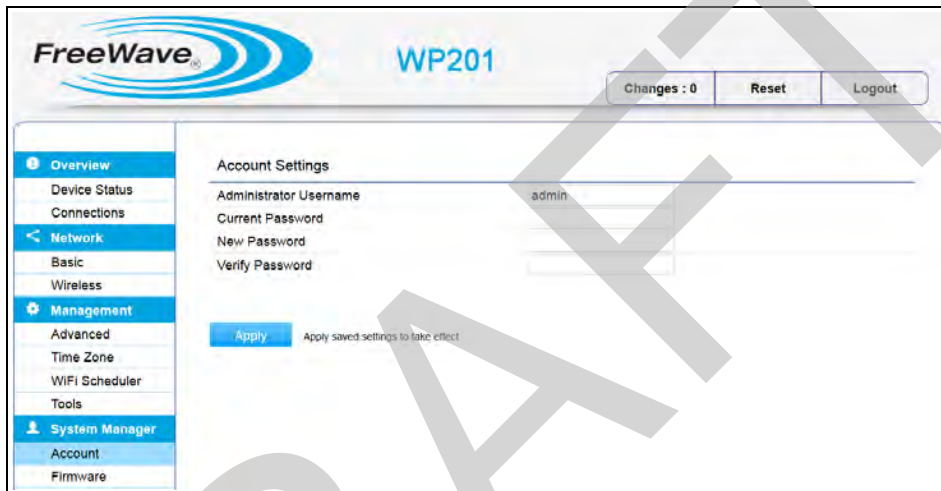 FreeWave®
WP201
Changes : 0
Reset
Logout
Overview
Device Status
Connections
Network
Basic
Wireless
Management
Advanced
Time Zone
WiFi Scheduler
Tools
System Manager
Account
Firmware
Account Settings
Administrator Username admin
Current Password
New Password
Verify Password
Apply Apply saved settings to take effect
DRAFT